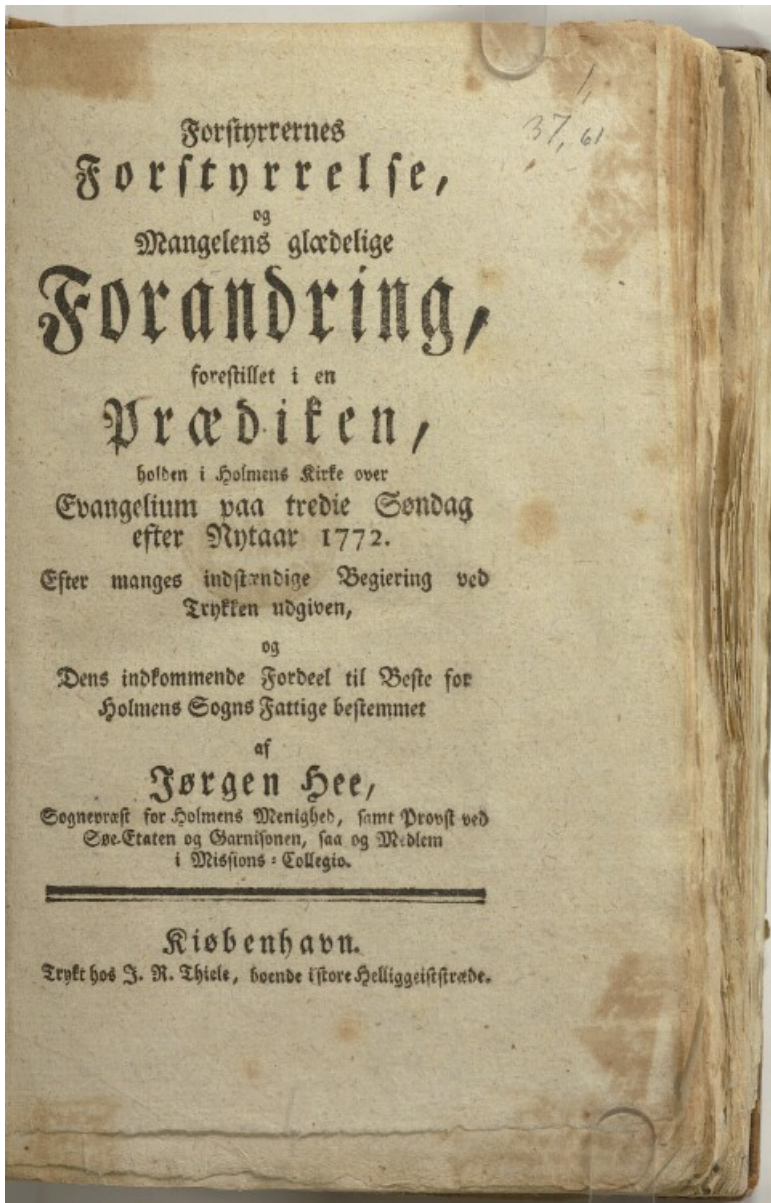 1,
37, 61
Forstyrrernes
Forstyrrelse,
og
Mangelens glædelige
Forandring,
forestillet i en
Prædiken,
holden i Holmens Kirke over
Evangelium paa tredie Søndag
efter Nytaar 1772.
Efter manges indstændige Begiering ved
Trykken udgiven,
og
Dens indkommende Fordeel til Beste for
Holmens Sogns Fattige bestemmet
af
Jørgen Hee,
Sognepræst for Holmens Menighed, samt Provst ved
Søe-Etaten og Garnisonen, saa og Medlem
i Missions-Collegio.
Kiøbenhavn.
Trykt hos J. R. Thiele, boende i store Helliggeiststræde.